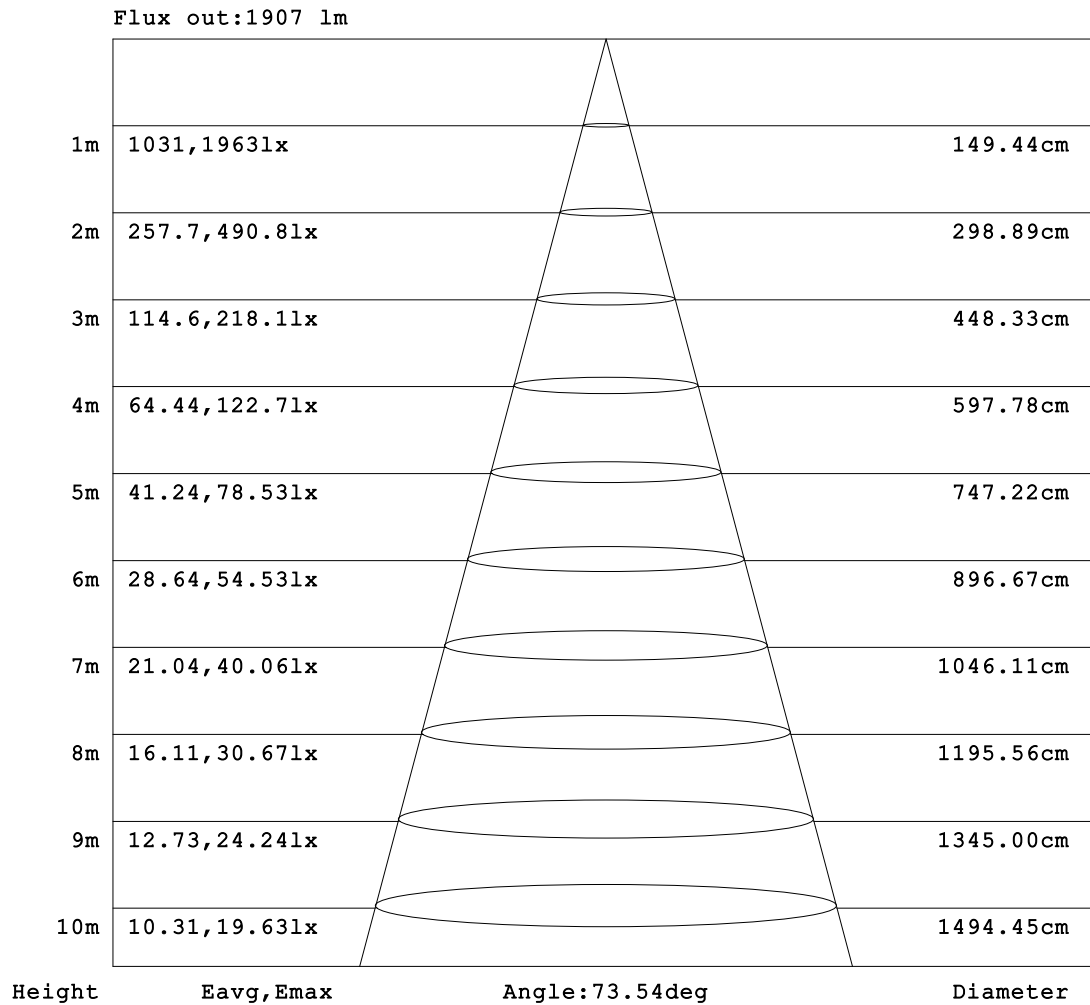 Flux out:1907 lm
1m 1031,1963lx 149.44cm
2m 257.7,490.8lx 298.89cm
3m 114.6,218.1lx 448.33cm
4m 64.44,122.7lx 597.78cm
5m 41.24,78.53lx 747.22cm
6m 28.64,54.53lx 896.67cm
7m 21.04,40.06lx 1046.11cm
8m 16.11,30.67lx 1195.56cm
9m 12.73,24.24lx 1345.00cm
10m 10.31,19.63lx 1494.45cm
Height Eavg,Emax Angle:73.54deg Diameter